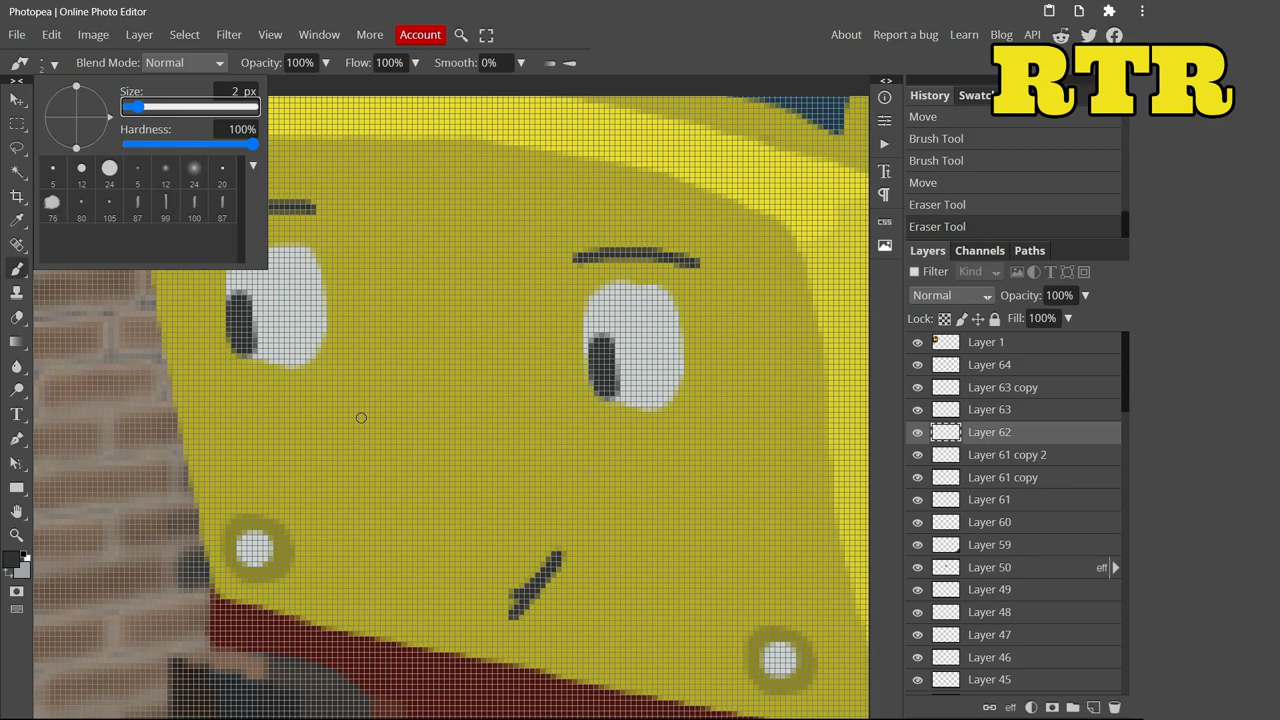 Photopea | Online Photo Editor
File Edit Image Layer Select Filter View Window More Account
About Report a bug Learn Blog API
RTR
2 Blend Mode: Normal Opacity: 100% Flow: 100% Smooth: 0%
Size: 2 px
Hardness: 100%
5 12 24 5 12 24 20
76 80 105 87 99 100 87
History Swatc
Move
Brush Tool
Brush Tool
Move
Eraser Tool
Eraser Tool
CSS
Layers Channels Paths
Filter Kind
Normal Opacity: 100%
Lock: Fill: 100%
Layer 1
Layer 64
Layer 63 copy
Layer 63
Layer 62
Layer 61 copy 2
Layer 61 copy
Layer 61
Layer 60
Layer 59
Layer 50 eff
Layer 49
Layer 48
Layer 47
Layer 46
Layer 45
eff